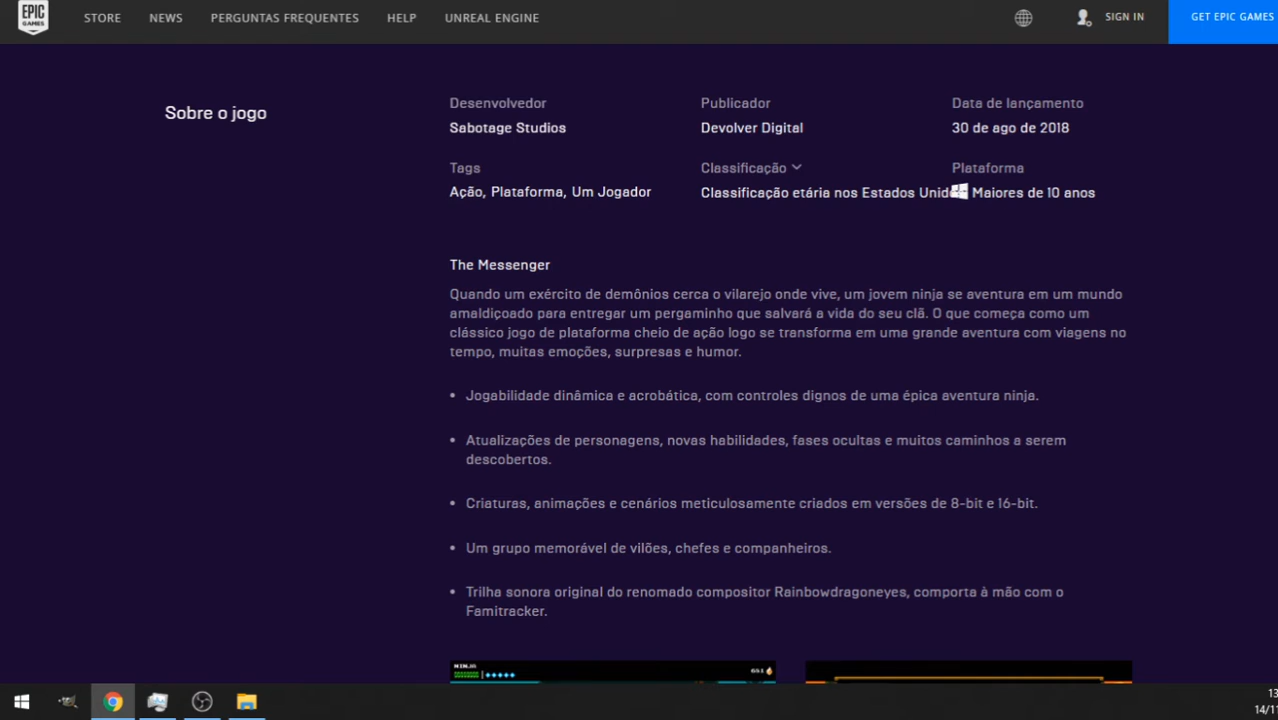 EPIC
GAMES
STORE NEWS PERGUNTAS FREQUENTES HELP UNREAL ENGINE SIGN IN GET EPIC GAMES
Sobre o jogo
Desenvolvedor Publicador Data de lançamento
Sabotage Studios Devolver Digital 30 de ago de 2018
Tags Classificação Plataforma
Ação, Plataforma, Um Jogador Classificação etária nos Estados Unid Maiores de 10 anos
The Messenger
Quando um exército de demônios cerca o vilarejo onde vive, um jovem ninja se aventura em um mundo
amaldiçoado para entregar um pergaminho que salvará a vida do seu clã. O que começa como um
clássico jogo de plataforma cheio de ação logo se transforma em uma grande aventura com viagens no
tempo, muitas emoções, surpresas e humor.
• Jogabilidade dinâmica e acrobática, com controles dignos de uma épica aventura ninja.
• Atualizações de personagens, novas habilidades, fases ocultas e muitos caminhos a serem
descobertos.
• Criaturas, animações e cenários meticulosamente criados em versões de 8-bit e 16-bit.
• Um grupo memorável de vilões, chefes e companheiros.
• Trilha sonora original do renomado compositor Rainbowdragoneyes, comporta à mão com o
Famitracker.
NINJA 651
13
14/11